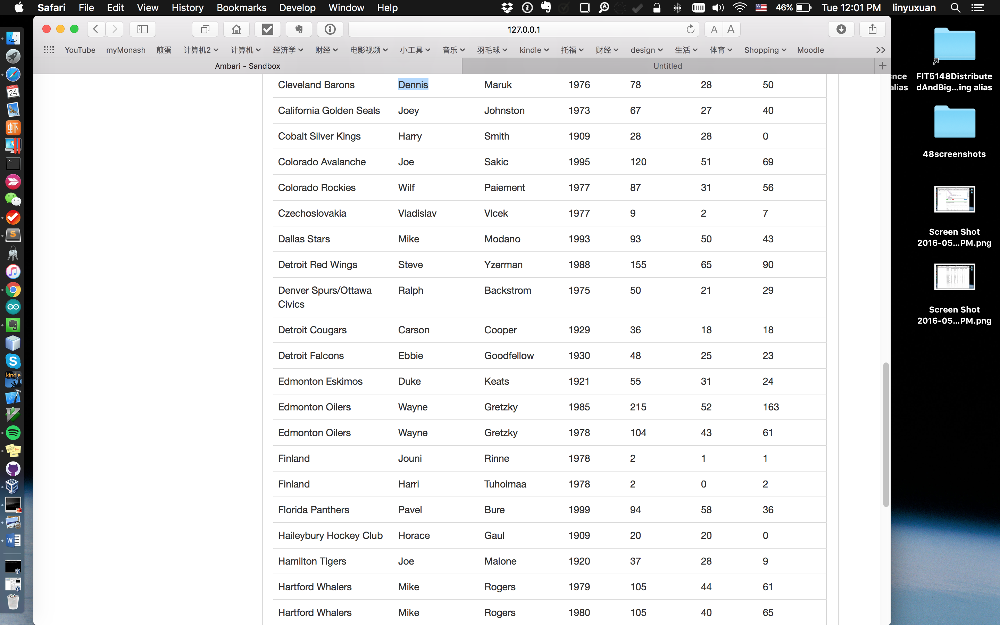 Safari File Edit View History Bookmarks Develop Window Help 46% Tue 12:01 PM linyuxuan
127.0.0.1 A A
YouTube myMonash 煎蛋 计算机2 计算机 经济学 财经 电影视频 小工具 音乐 羽毛球 kindle 托福 财经 design 生活 体育 Shopping Moodle
Ambari - Sandbox Untitled
Cleveland Barons Dennis Maruk 1976 78 28 50
California Golden Seals Joey Johnston 1973 67 27 40
Cobalt Silver Kings Harry Smith 1909 28 28 0
Colorado Avalanche Joe Sakic 1995 120 51 69
Colorado Rockies Wilf Paiement 1977 87 31 56
Czechoslovakia Vladislav Vlcek 1977 9 2 7
Dallas Stars Mike Modano 1993 93 50 43
Detroit Red Wings Steve Yzerman 1988 155 65 90
Denver Spurs/Ottawa Ralph Backstrom 1975 50 21 29
Civics
Detroit Cougars Carson Cooper 1929 36 18 18
Detroit Falcons Ebbie Goodfellow 1930 48 25 23
Edmonton Eskimos Duke Keats 1921 55 31 24
Edmonton Oilers Wayne Gretzky 1985 215 52 163
Edmonton Oilers Wayne Gretzky 1978 104 43 61
Finland Jouni Rinne 1978 2 1 1
Finland Harri Tuhoimaa 1978 2 0 2
Florida Panthers Pavel Bure 1999 94 58 36
Haileybury Hockey Club Horace Gaul 1909 20 20 0
Hamilton Tigers Joe Malone 1920 37 28 9
Hartford Whalers Mike Rogers 1979 105 44 61
Hartford Whalers Mike Rogers 1980 105 40 65
nce FIT5148Distribute
alias dAndBig...ing alias
48screenshots
Screen Shot
2016-05...PM.png
Screen Shot
2016-05...PM.png
MAY
24
虾
S
kindle
W